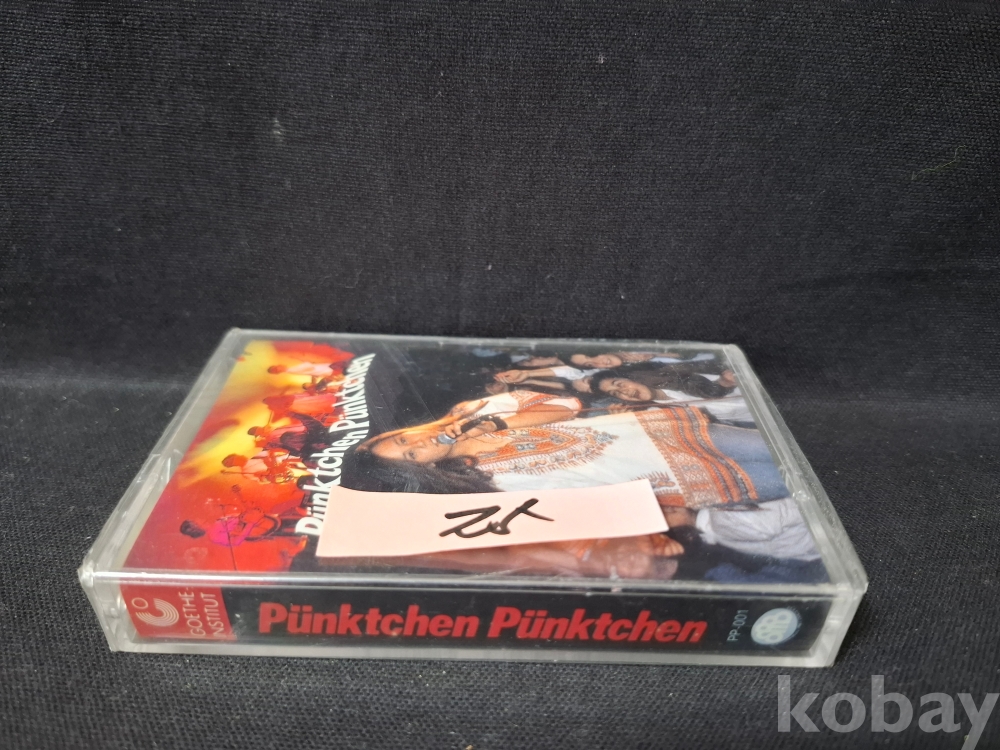 Pünktchen Pünktchen
GOETHE-
INSTITUT
Pünktchen Pünktchen
PP-001
kobay